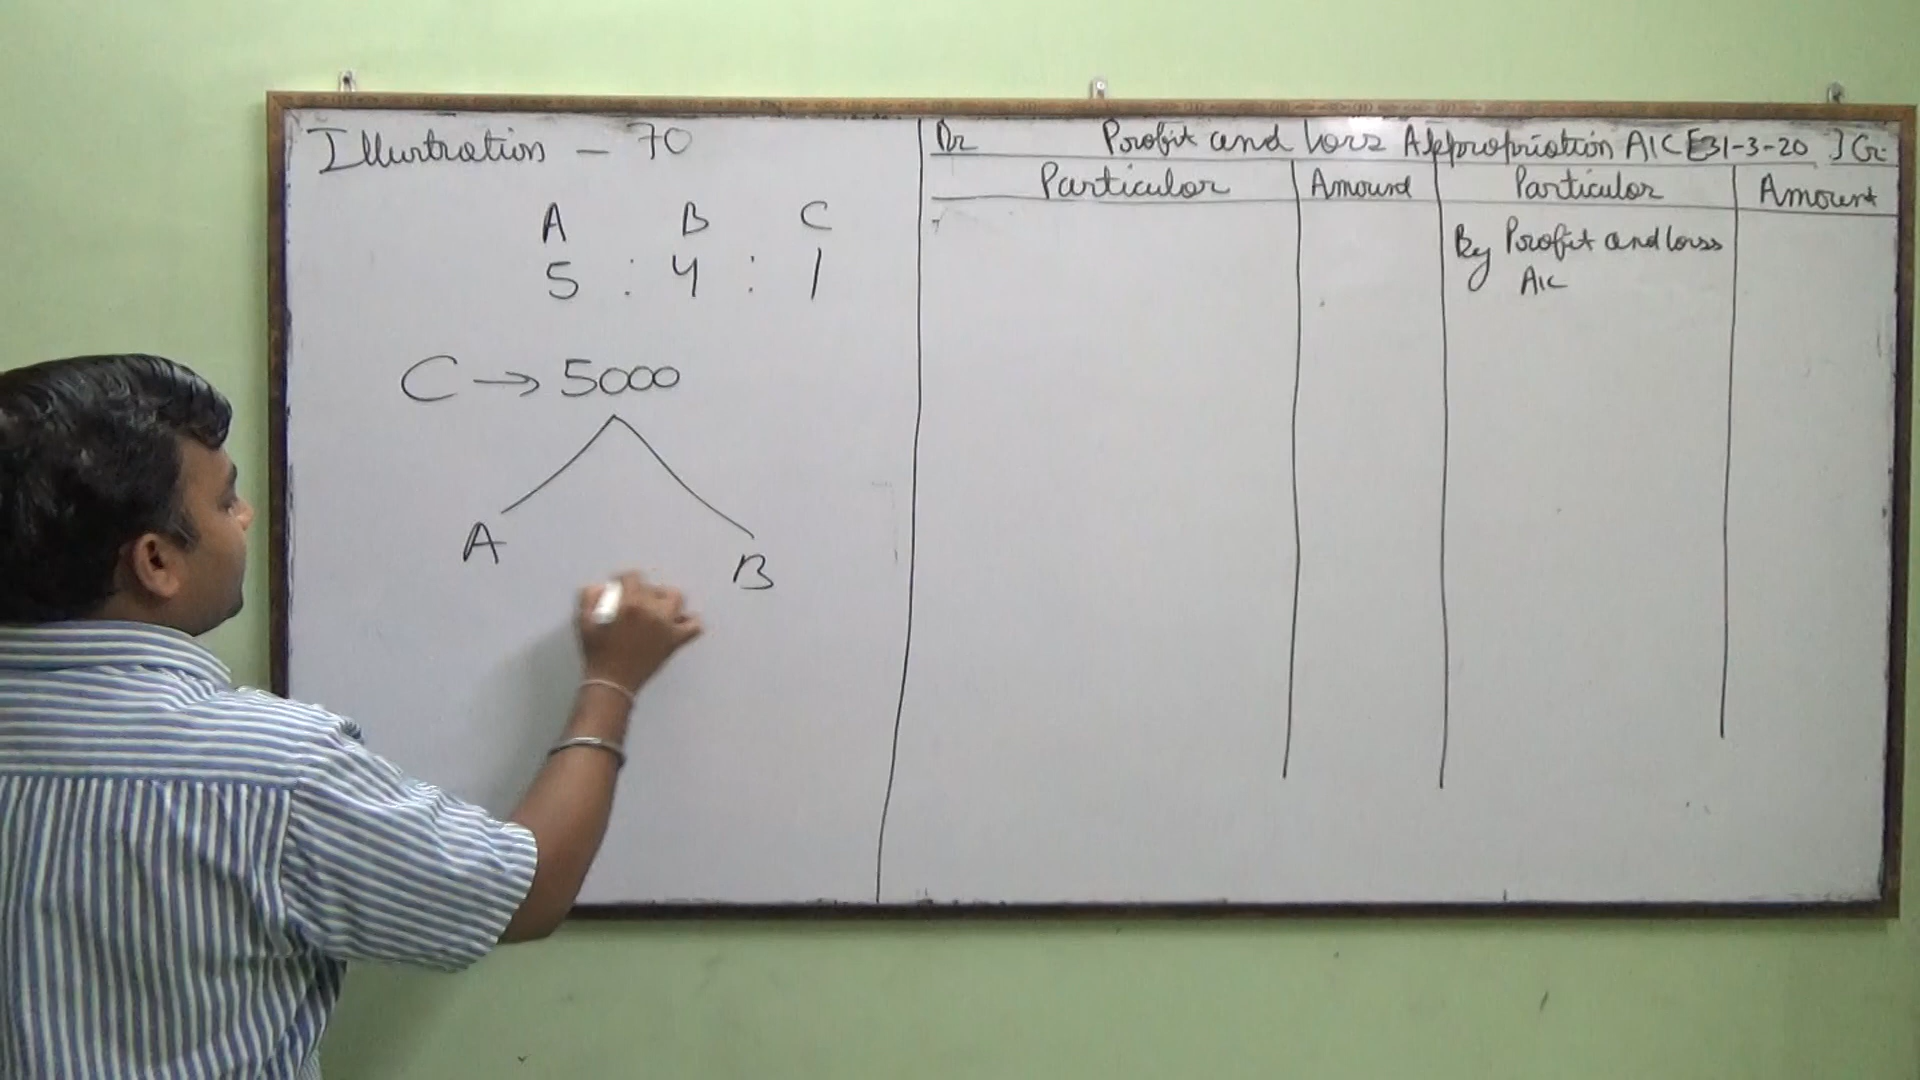 Illustration - 70
A B C
5 : 4 : 1
C → 5000
A B
Dr Profit and Loss Appropriation A/C [31-3-20 ] Cr.
Particular Amount Particular Amount
By Profit and loss
A/C